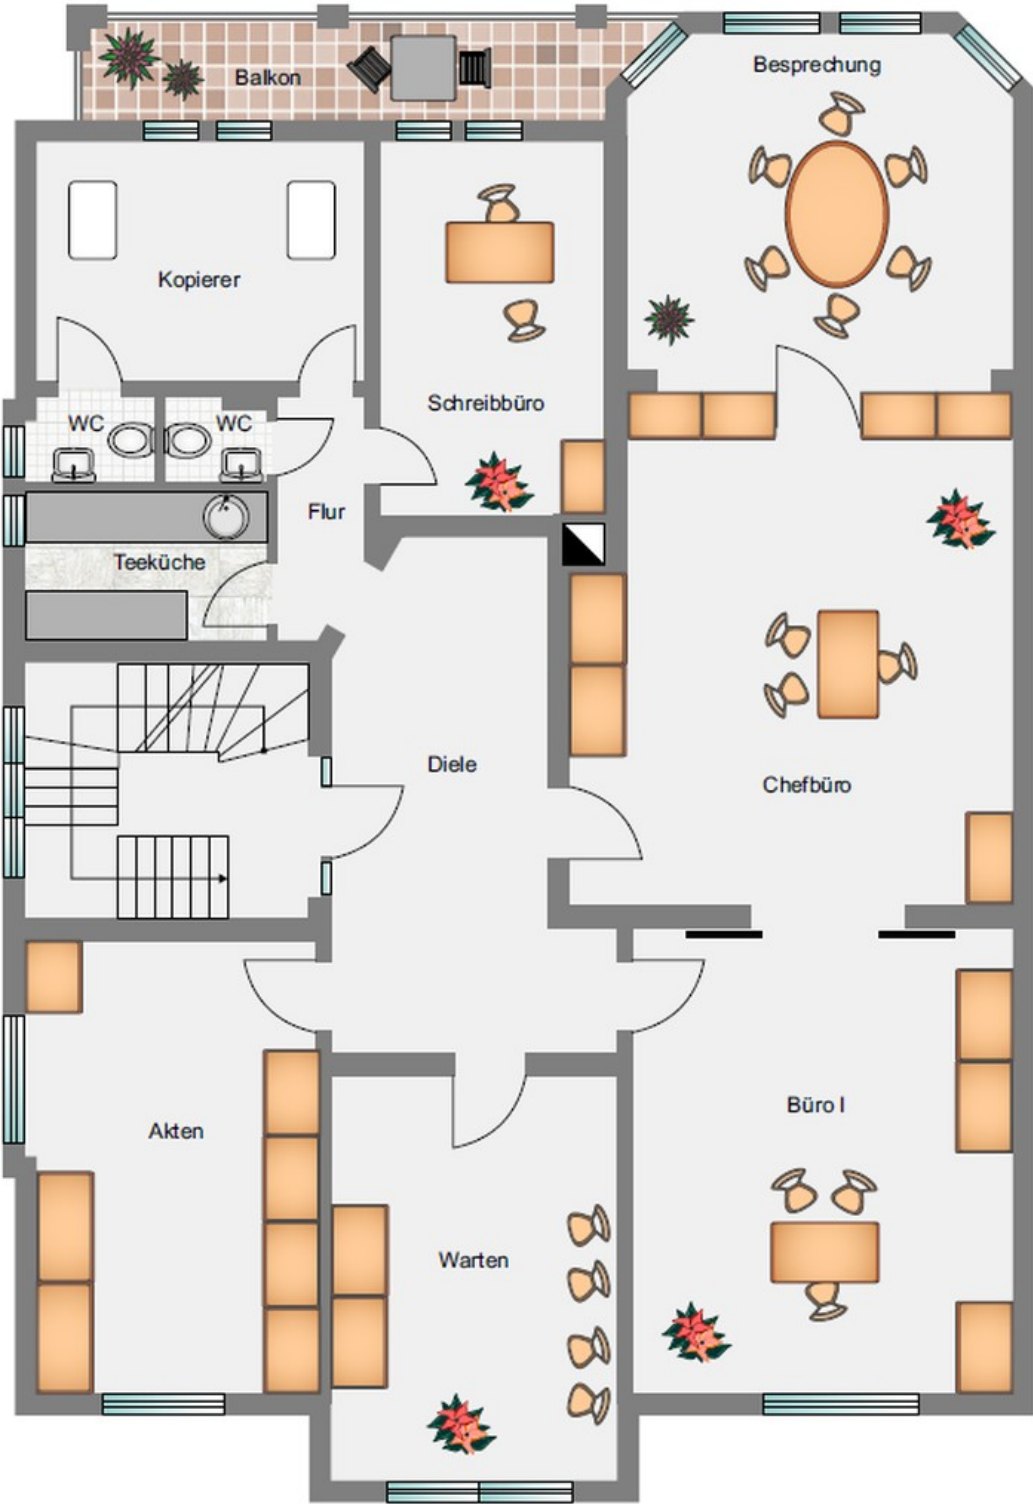 Balkon
Besprechung
Kopierer
Schreibbüro
WC
WC
Flur
Teeküche
Diele
Chefbüro
Akten
Büro I
Warten